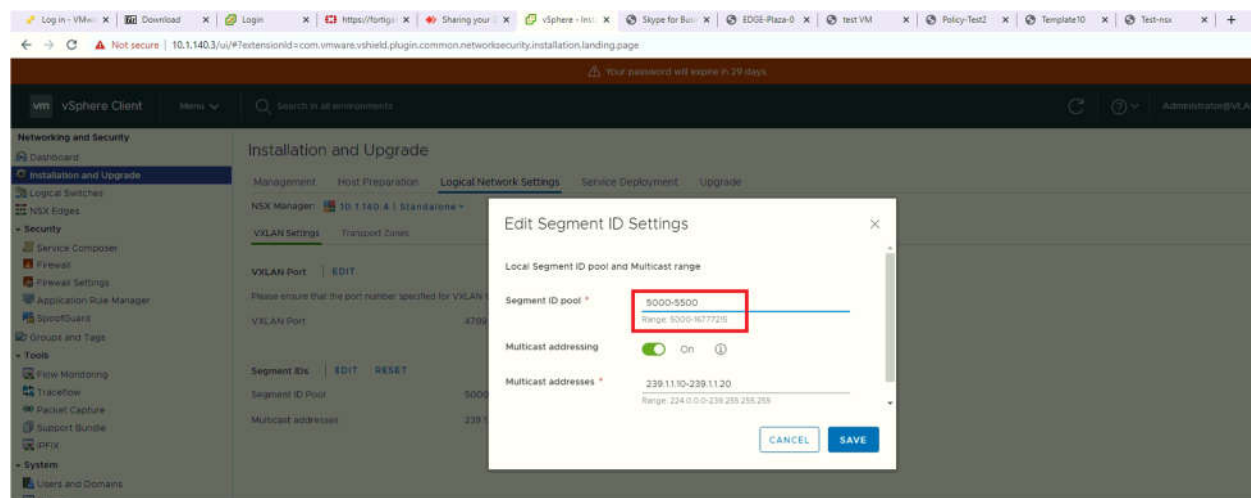 Log in - VMw
Download
Login
https://fortiga
Sharing your
vSphere - Inst
Skype for Bus
EDGE-Plaza-0
test VM
Policy-Test2
Template10
Test-nsx
Not secure | 10.1.140.3/ui/#?extensionId=com.vmware.vshield.plugin.common.networksecurity.installation.landing.page
Your password will expire in 29 days
vm vSphere Client Menu Search in all environments Administrator@VLA
Networking and Security
Dashboard
Installation and Upgrade
Logical Switches
NSX Edges
Security
Service Composer
Firewall
Firewall Settings
Application Rule Manager
SpoofGuard
Groups and Tags
Tools
Flow Monitoring
Traceflow
Packet Capture
Support Bundle
IPFIX
System
Users and Domains
Installation and Upgrade
Management Host Preparation Logical Network Settings Service Deployment Upgrade
NSX Manager: 10.1.140.4 | Standalone
VXLAN Settings Transport Zones
VXLAN Port | EDIT
Please ensure that the port number specified for VXLAN
VXLAN Port 4789
Segment IDs | EDIT RESET
Segment ID Pool 5000
Multicast addresses 239.1
Edit Segment ID Settings
Local Segment ID pool and Multicast range
Segment ID pool * 5000-5500
Range: 5000-16777215
Multicast addressing On
Multicast addresses * 239.1.1.10-239.1.1.20
Range: 224.0.0.0-239.255.255.255
CANCEL SAVE